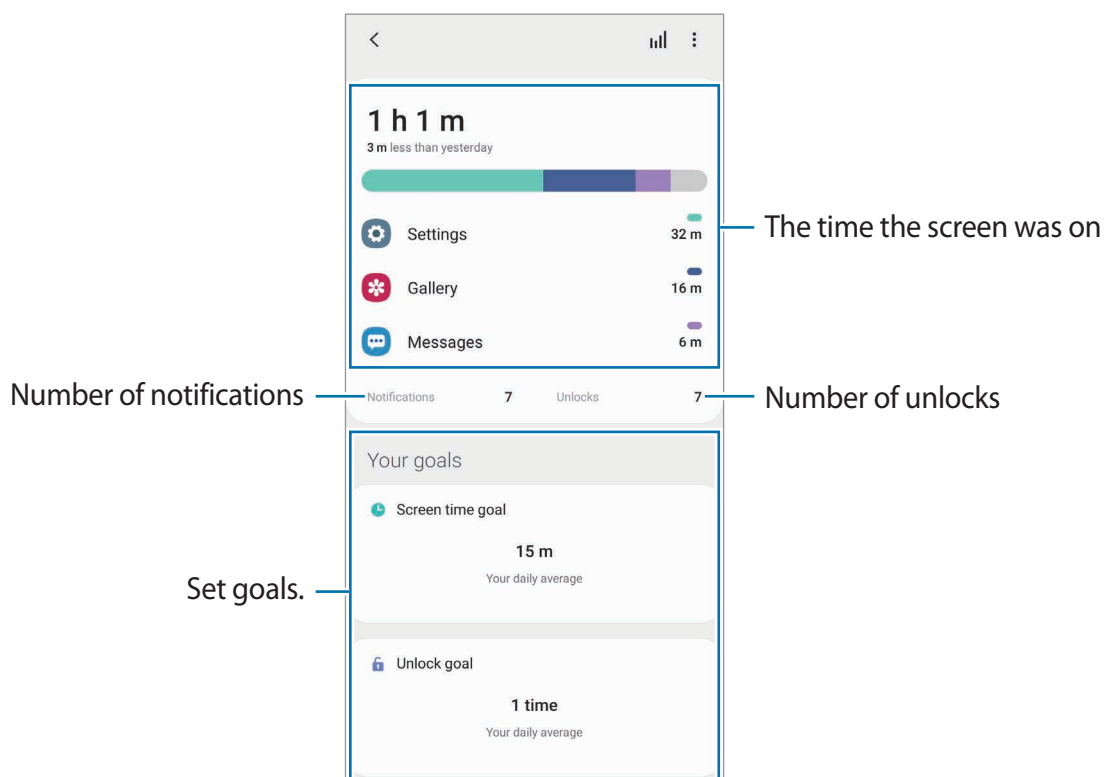 1 h 1 m
3 m less than yesterday
Settings 32 m
The time the screen was on
Gallery 16 m
Messages 6 m
Number of notifications
Notifications 7 Unlocks 7
Number of unlocks
Your goals
Screen time goal
15 m
Your daily average
Set goals.
Unlock goal
1 time
Your daily average